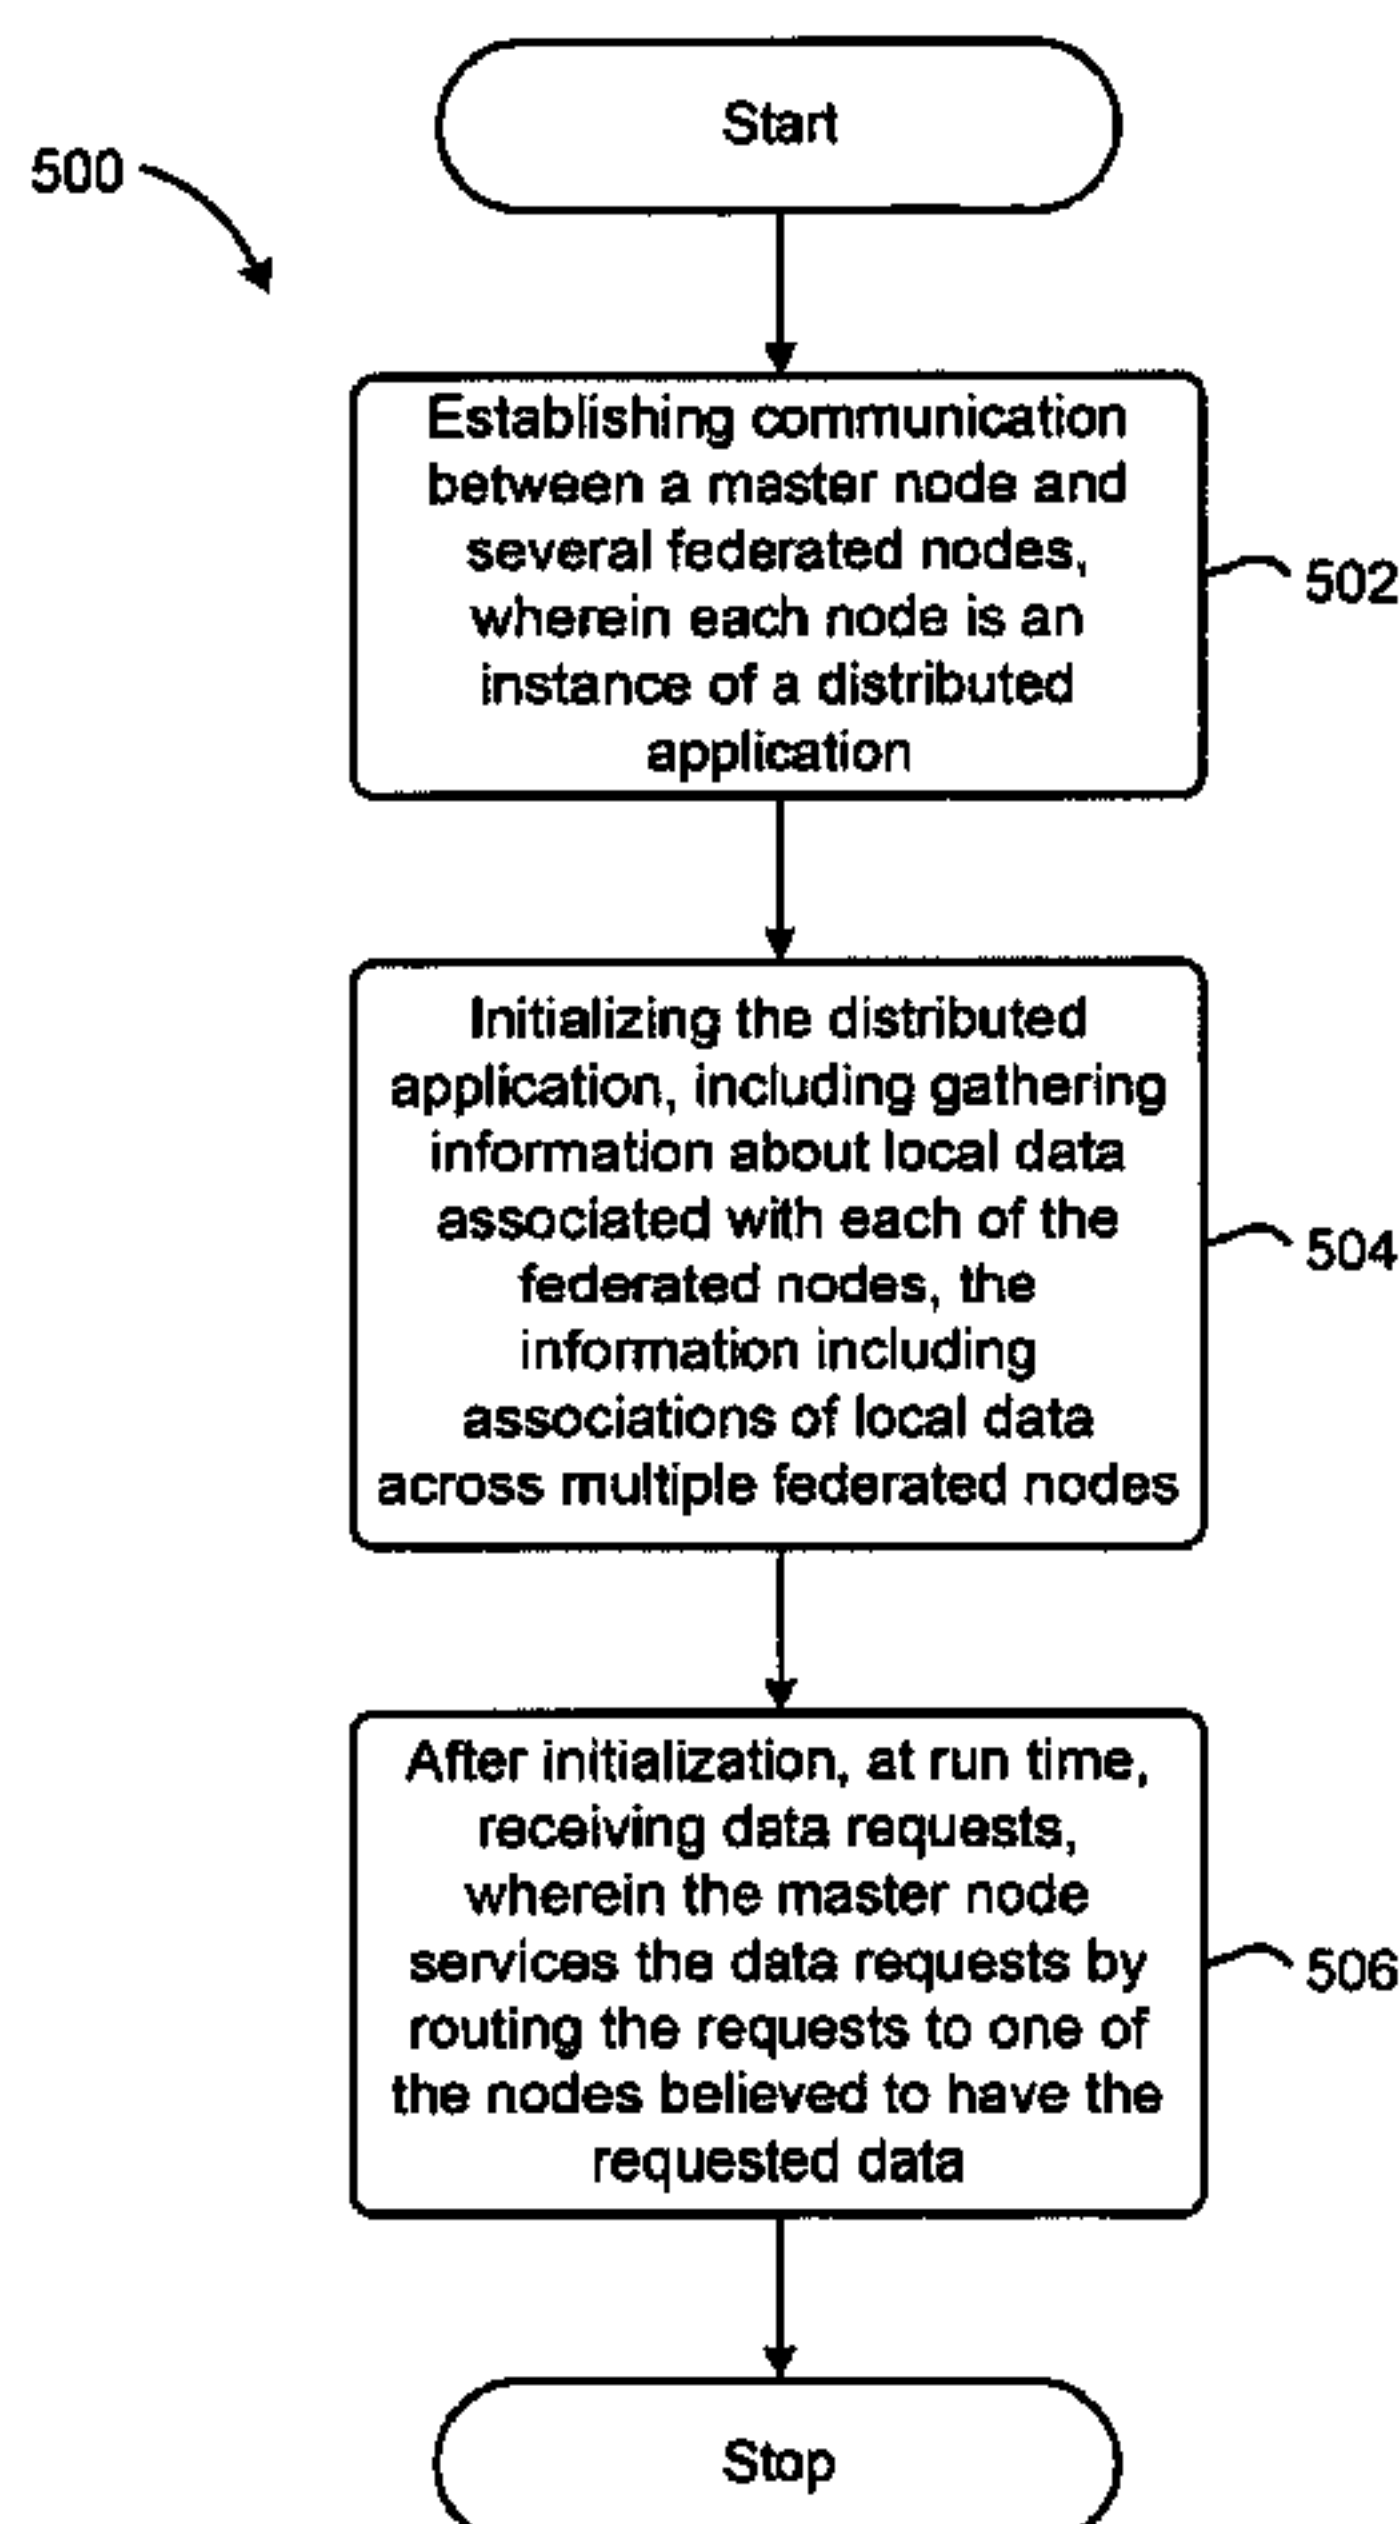 Start
500
Establishing communication
between a master node and
several federated nodes,
wherein each node is an
instance of a distributed
application
502
Initializing the distributed
application, including gathering
information about local data
associated with each of the
federated nodes, the
information including
associations of local data
across multiple federated nodes
504
After initialization, at run time,
receiving data requests,
wherein the master node
services the data requests by
routing the requests to one of
the nodes believed to have the
requested data
506
Stop